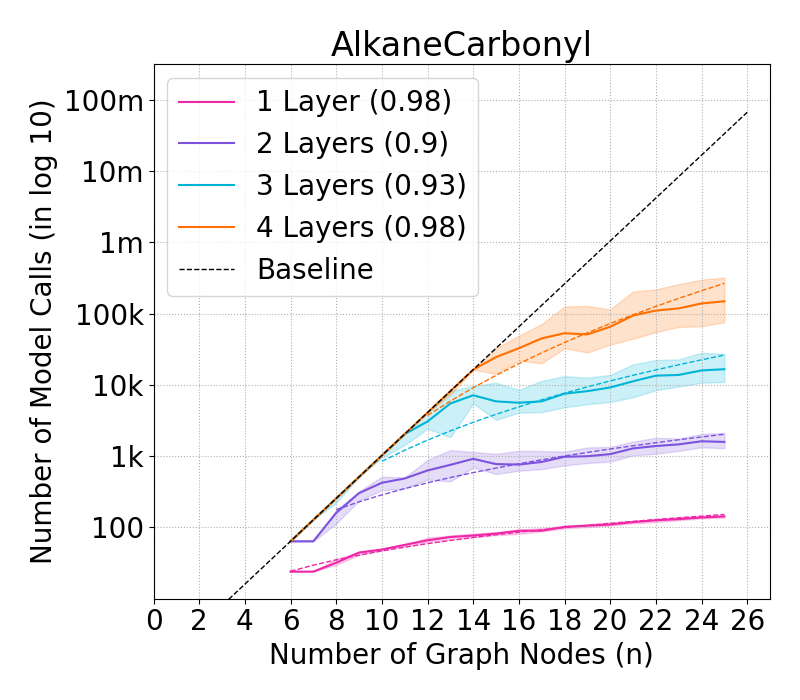 AlkaneCarbonyl
Number of Model Calls (in log 10)
100m
10m
1m
100k
10k
1k
100
1 Layer (0.98)
2 Layers (0.9)
3 Layers (0.93)
4 Layers (0.98)
Baseline
0 2 4 6 8 10 12 14 16 18 20 22 24 26
Number of Graph Nodes (n)